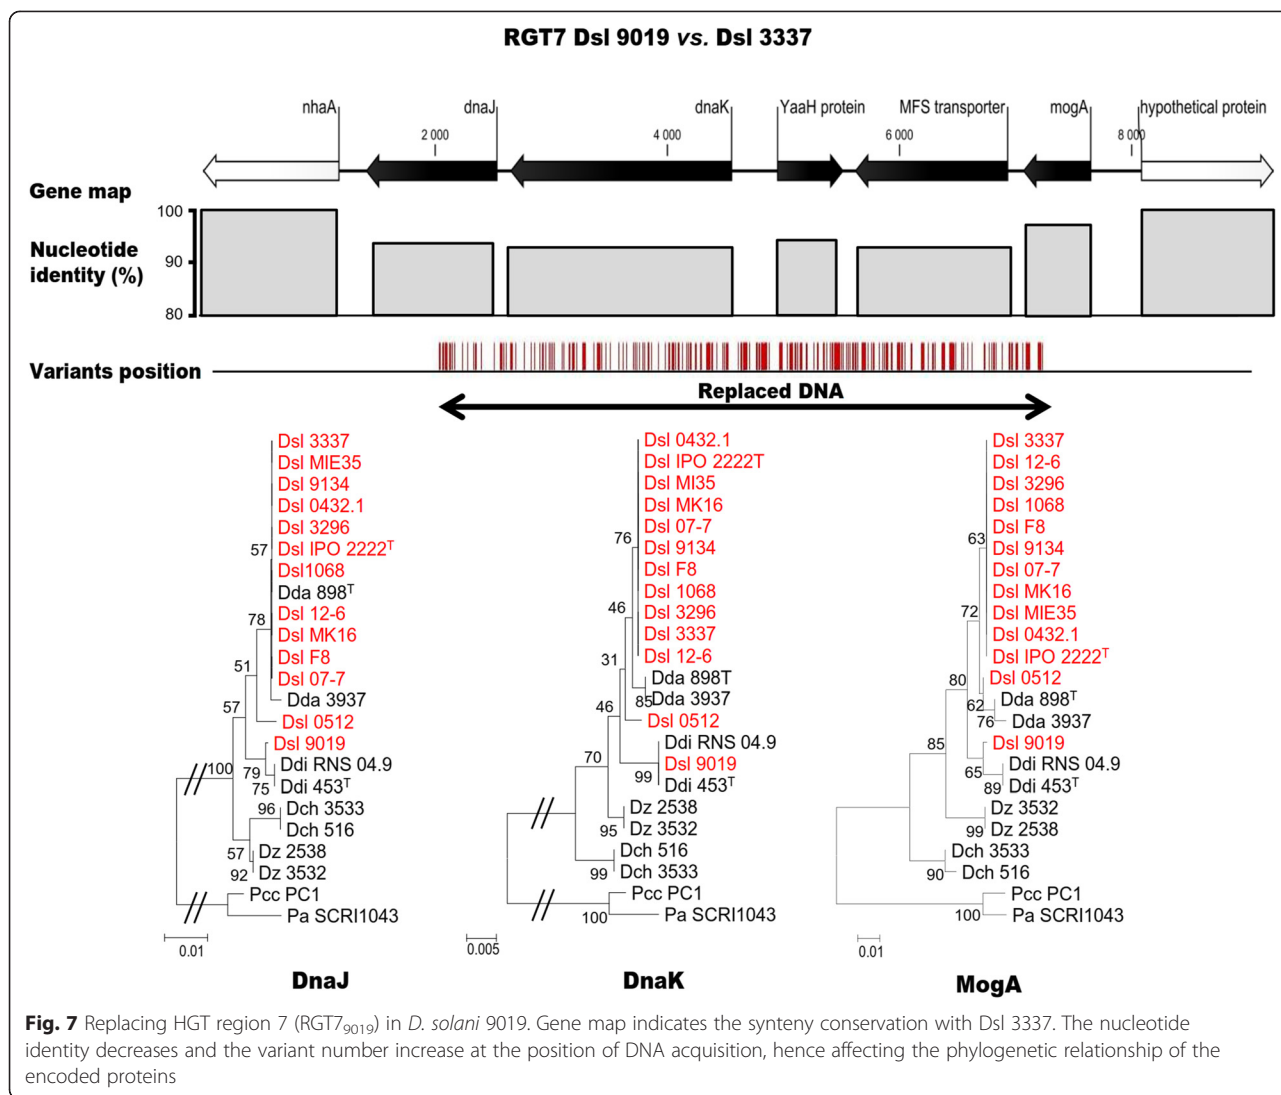 RGT7 Dsl 9019 vs. Dsl 3337
nhaA
dnaJ
dnaK
YaaH protein
MFS transporter
mogA
hypothetical protein
2 000
4 000
6 000
8 000
Gene map
100
Nucleotide
identity (%)
90
80
Variants position
Replaced DNA
Dsl 3337
Dsl MIE35
Dsl 9134
Dsl 0432.1
Dsl 3296
57
Dsl IPO 2222T
Dsl1068
Dda 898T
78
Dsl 12-6
Dsl MK16
Dsl F8
51
Dsl 07-7
Dda 3937
57
Dsl 0512
Dsl 9019
100
79
Ddi RNS 04.9
75
Ddi 453T
96
Dch 3533
Dch 516
57
Dz 2538
92
Dz 3532
Pcc PC1
Pa SCRI1043
0.01
DnaJ
Dsl 0432.1
Dsl IPO 2222T
Dsl MI35
Dsl MK16
Dsl 07-7
76
Dsl 9134
Dsl F8
Dsl 1068
46
Dsl 3296
Dsl 3337
31
Dsl 12-6
Dda 898T
85
Dda 3937
46
Dsl 0512
Ddi RNS 04.9
70
Dsl 9019
99
Ddi 453T
Dz 2538
95
Dz 3532
Dch 516
99
Dch 3533
Pcc PC1
100
Pa SCRI1043
0.005
DnaK
Dsl 3337
Dsl 12-6
Dsl 3296
Dsl 1068
Dsl F8
63
Dsl 9134
Dsl 07-7
Dsl MK16
72
Dsl MIE35
Dsl 0432.1
Dsl IPO 2222T
80
Dsl 0512
62
Dda 898T
76
Dda 3937
85
Dsl 9019
65
Ddi RNS 04.9
89
Ddi 453T
Dz 3532
99
Dz 2538
Dch 3533
90
Dch 516
Pcc PC1
100
Pa SCRI1043
0.01
MogA
Fig. 7 Replacing HGT region 7 (RGT79019) in D. solani 9019. Gene map indicates the synteny conservation with Dsl 3337. The nucleotide
identity decreases and the variant number increase at the position of DNA acquisition, hence affecting the phylogenetic relationship of the
encoded proteins